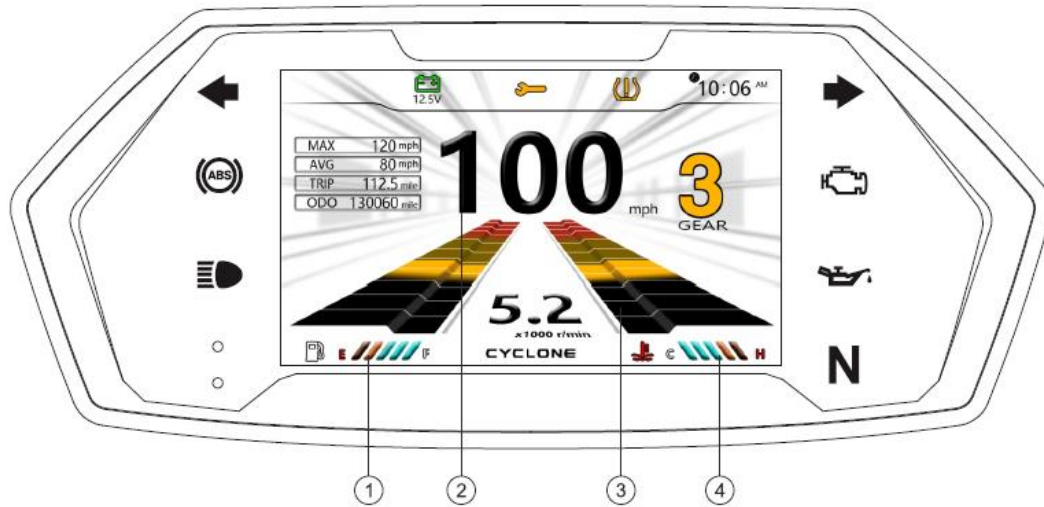 12.5V
10:06 AM
MAX 120 mph
AVG 80 mph
TRIP 112.5 mile
ODO 130060 mile
100 mph
3
GEAR
ABS
5.2
x1000 r/min
E F
CYCLONE
C H
N
1 2 3 4